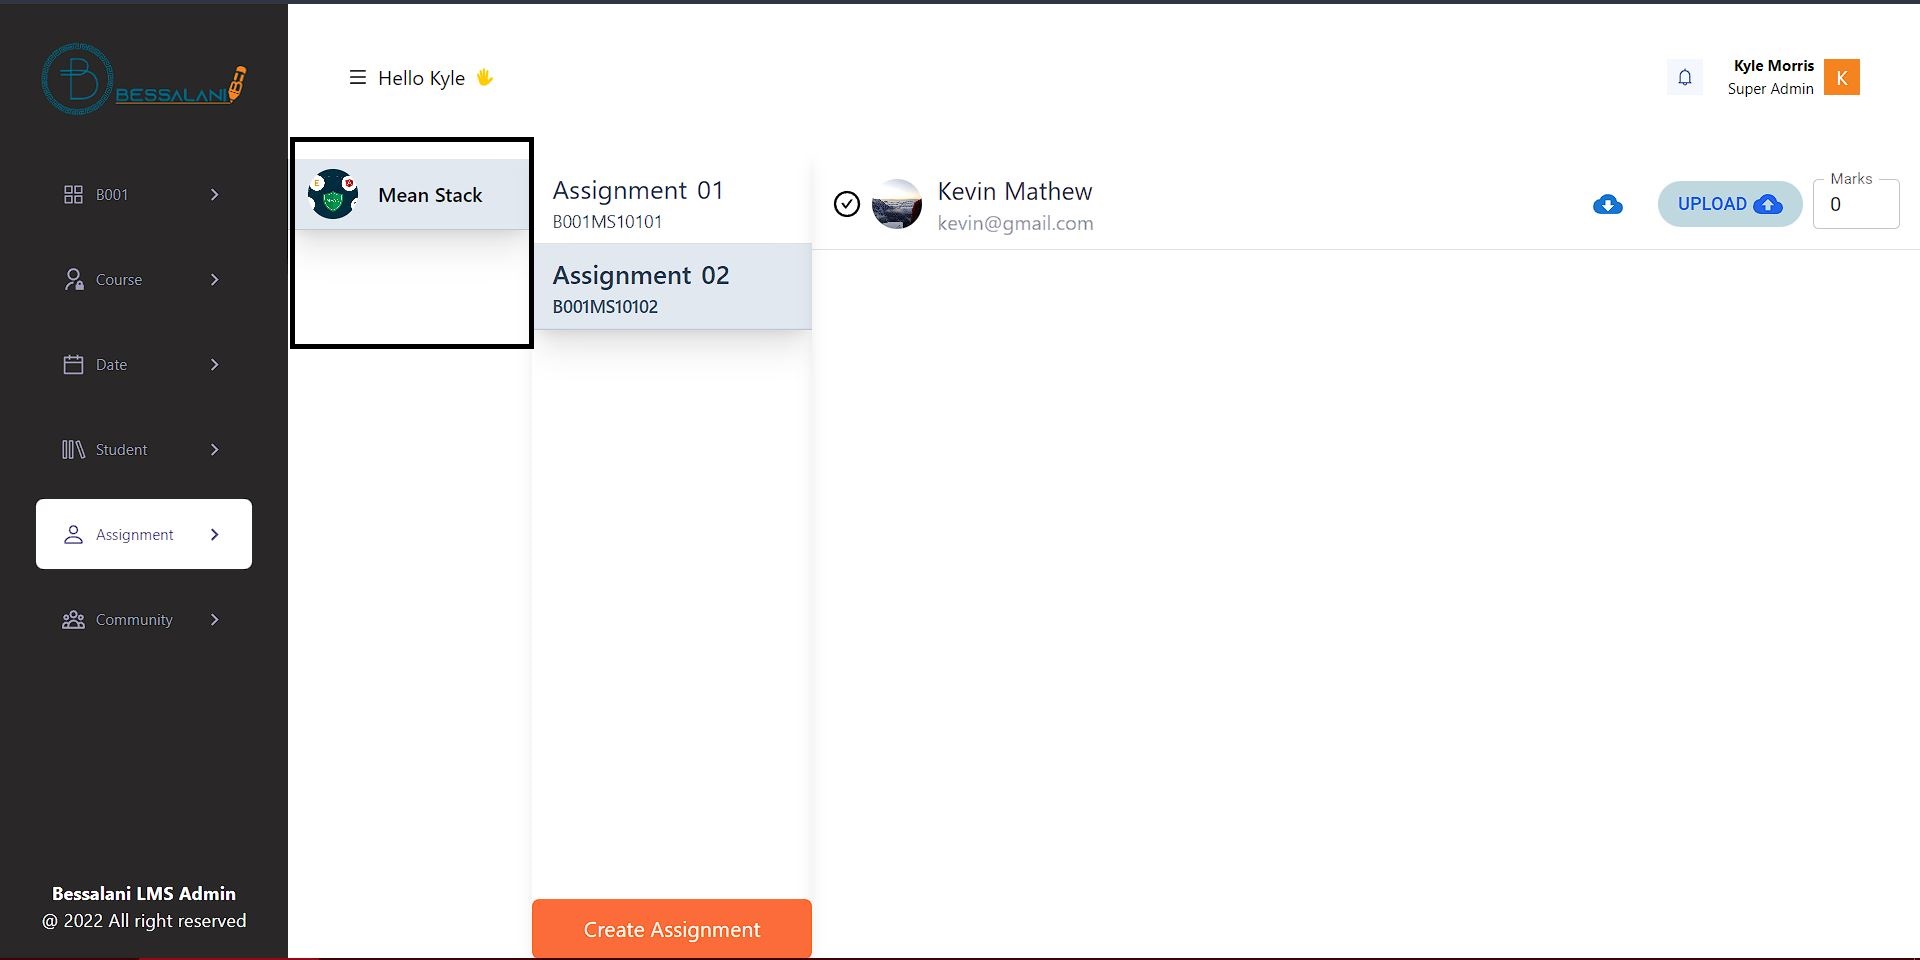 BESSALANI
Hello Kyle 🖐
Kyle Morris
Super Admin
K
B001
Course
Date
Student
Assignment
Community
Bessalani LMS Admin
@ 2022 All right reserved
Mean Stack
Assignment 01
B001MS10101
Assignment 02
B001MS10102
Create Assignment
Kevin Mathew
kevin@gmail.com
UPLOAD
Marks
0